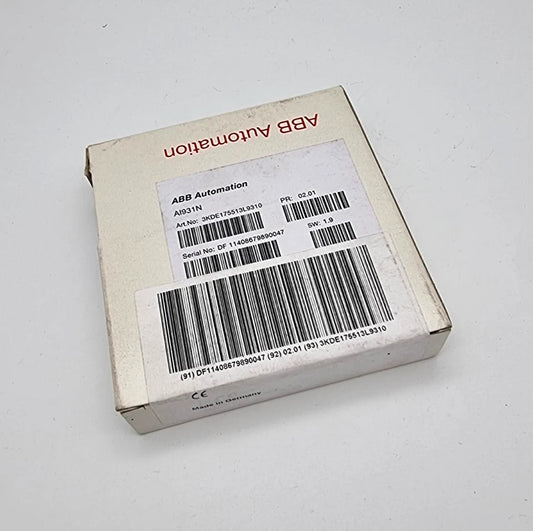 ABB Automation
ABB Automation
AI931N
Art.No: 3KDE175513L9310
PR: 02.01
Serial No: DF 11408679890047
SW: 1.9
(91) DF11408679890047 (92) 02.01 (93) 3KDE175513L9310
CE
Made in Germany